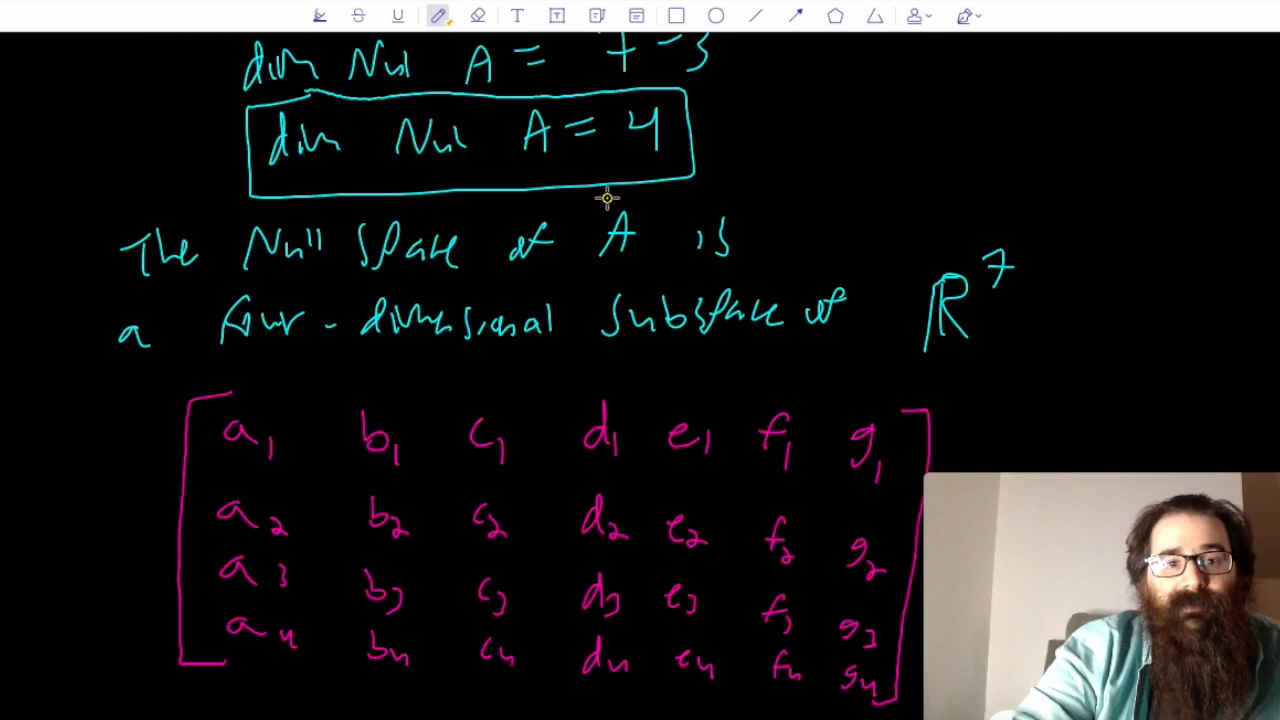 dim Nul A = 7 - 3
dim Nul A = 4
The Null space of A is
a four-dimensional subspace of ℝ⁷
a₁ b₁ c₁ d₁ e₁ f₁ g₁
a₂ b₂ c₂ d₂ e₂ f₂ g₂
a₃ b₃ c₃ d₃ e₃ f₃ g₃
a₄ b₄ c₄ d₄ e₄ f₄ g₄